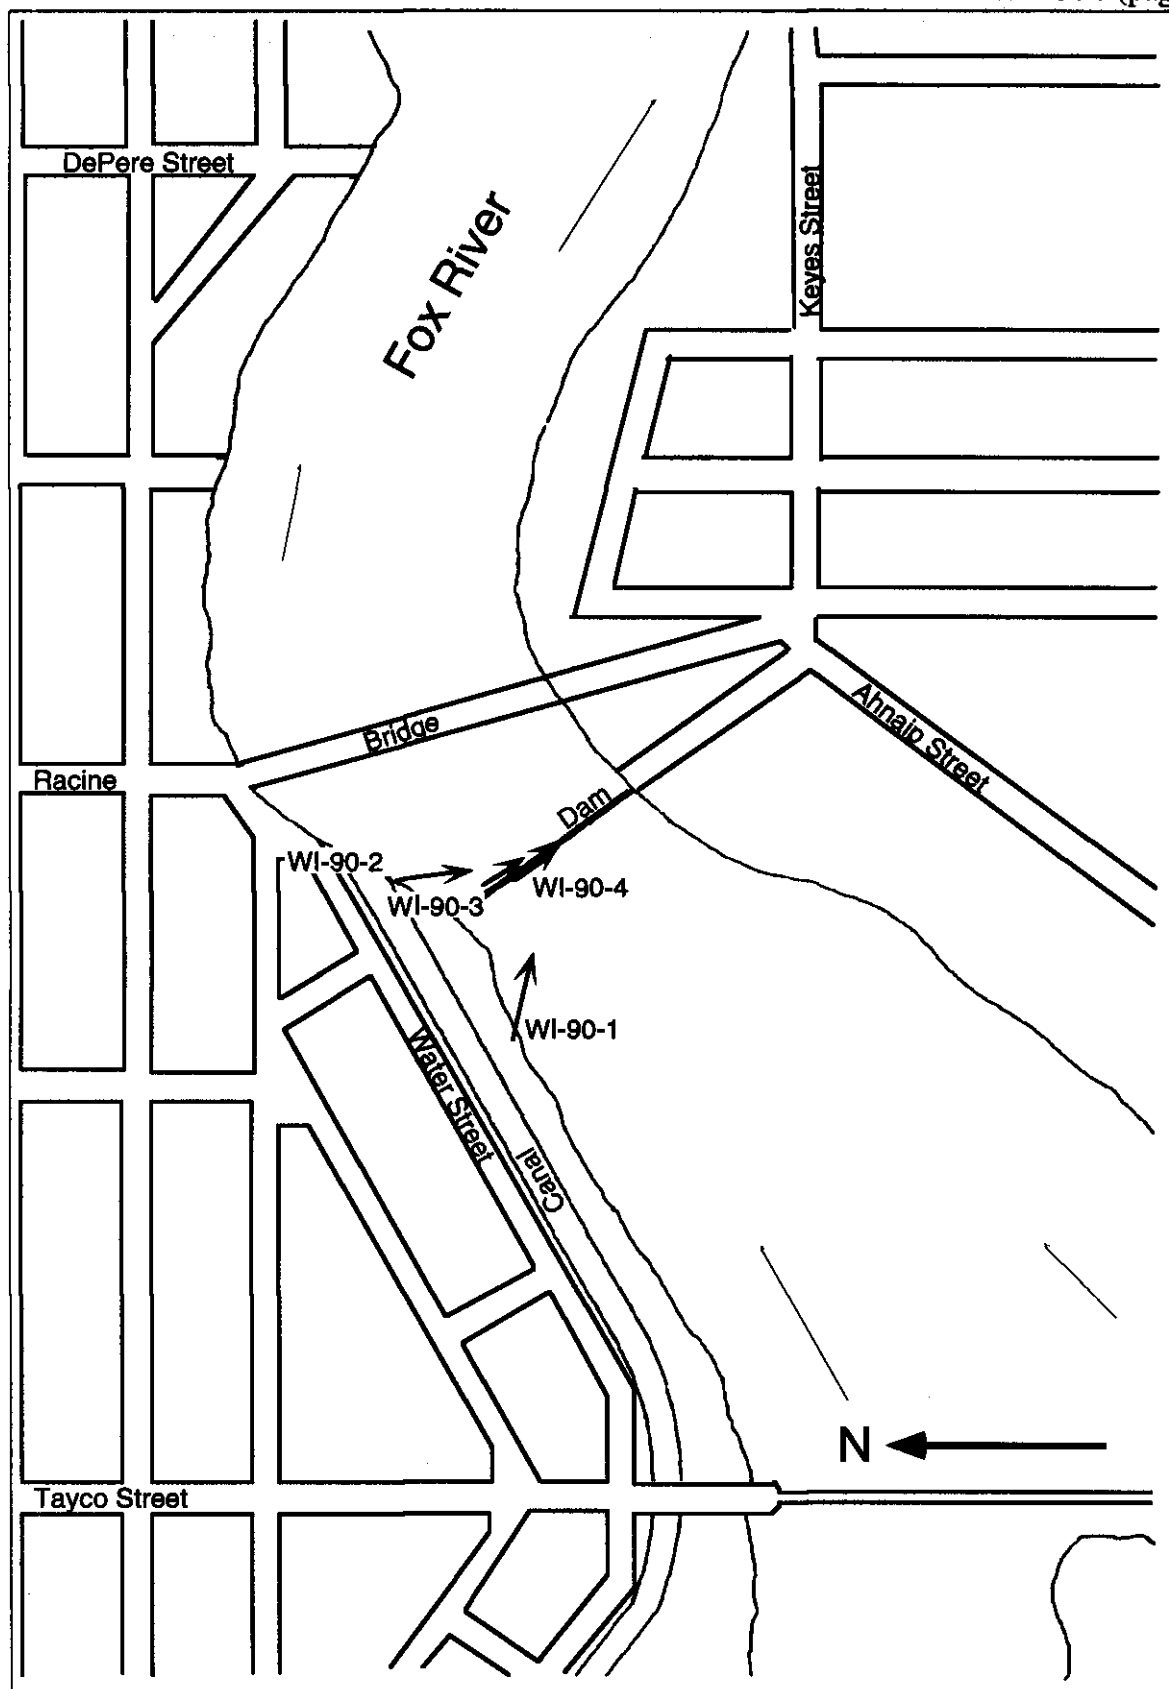 DePere Street
Keyes Street
Fox River
Bridge
Ahnaip Street
Racine
Dam
WI-90-2
WI-90-3
WI-90-4
WI-90-1
Water Street
Canal
N
Tayco Street